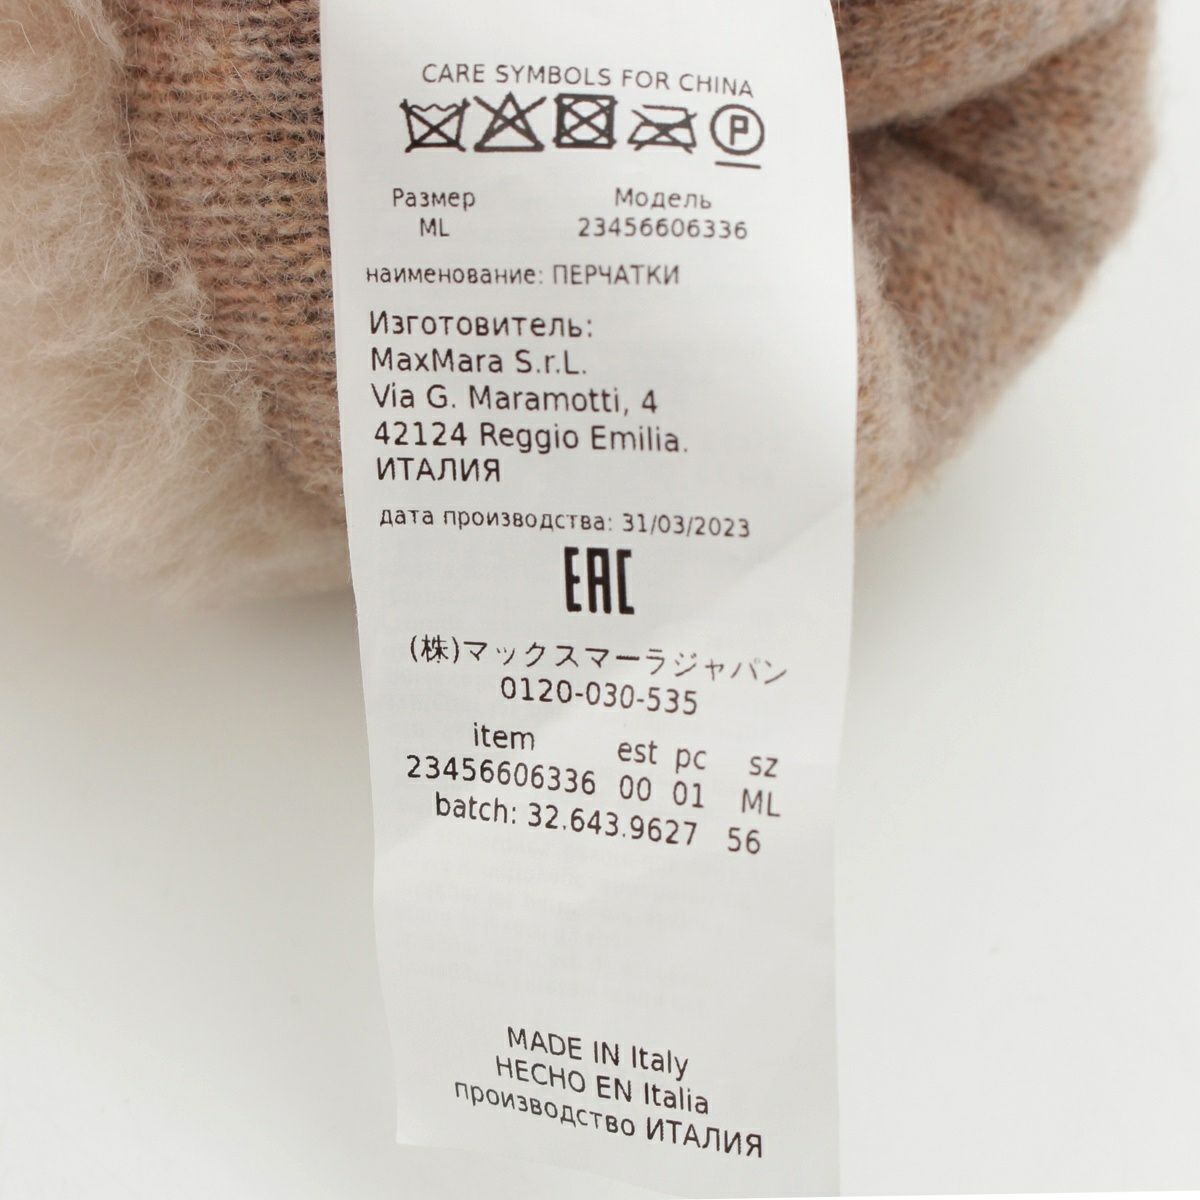 CARE SYMBOLS FOR CHINA
P
Размер Модель
ML 23456606336
наименование: ПЕРЧАТКИ
Изготовитель:
MaxMara S.r.L.
Via G. Maramotti, 4
42124 Reggio Emilia.
ИТАЛИЯ
дата производства: 31/03/2023
EAC
(株)マックスマーラジャパン
0120-030-535
item est pc sz
23456606336 00 01 ML
batch: 32.643.9627 56
MADE IN Italy
HECHO EN Italia
производство ИТАЛИЯ